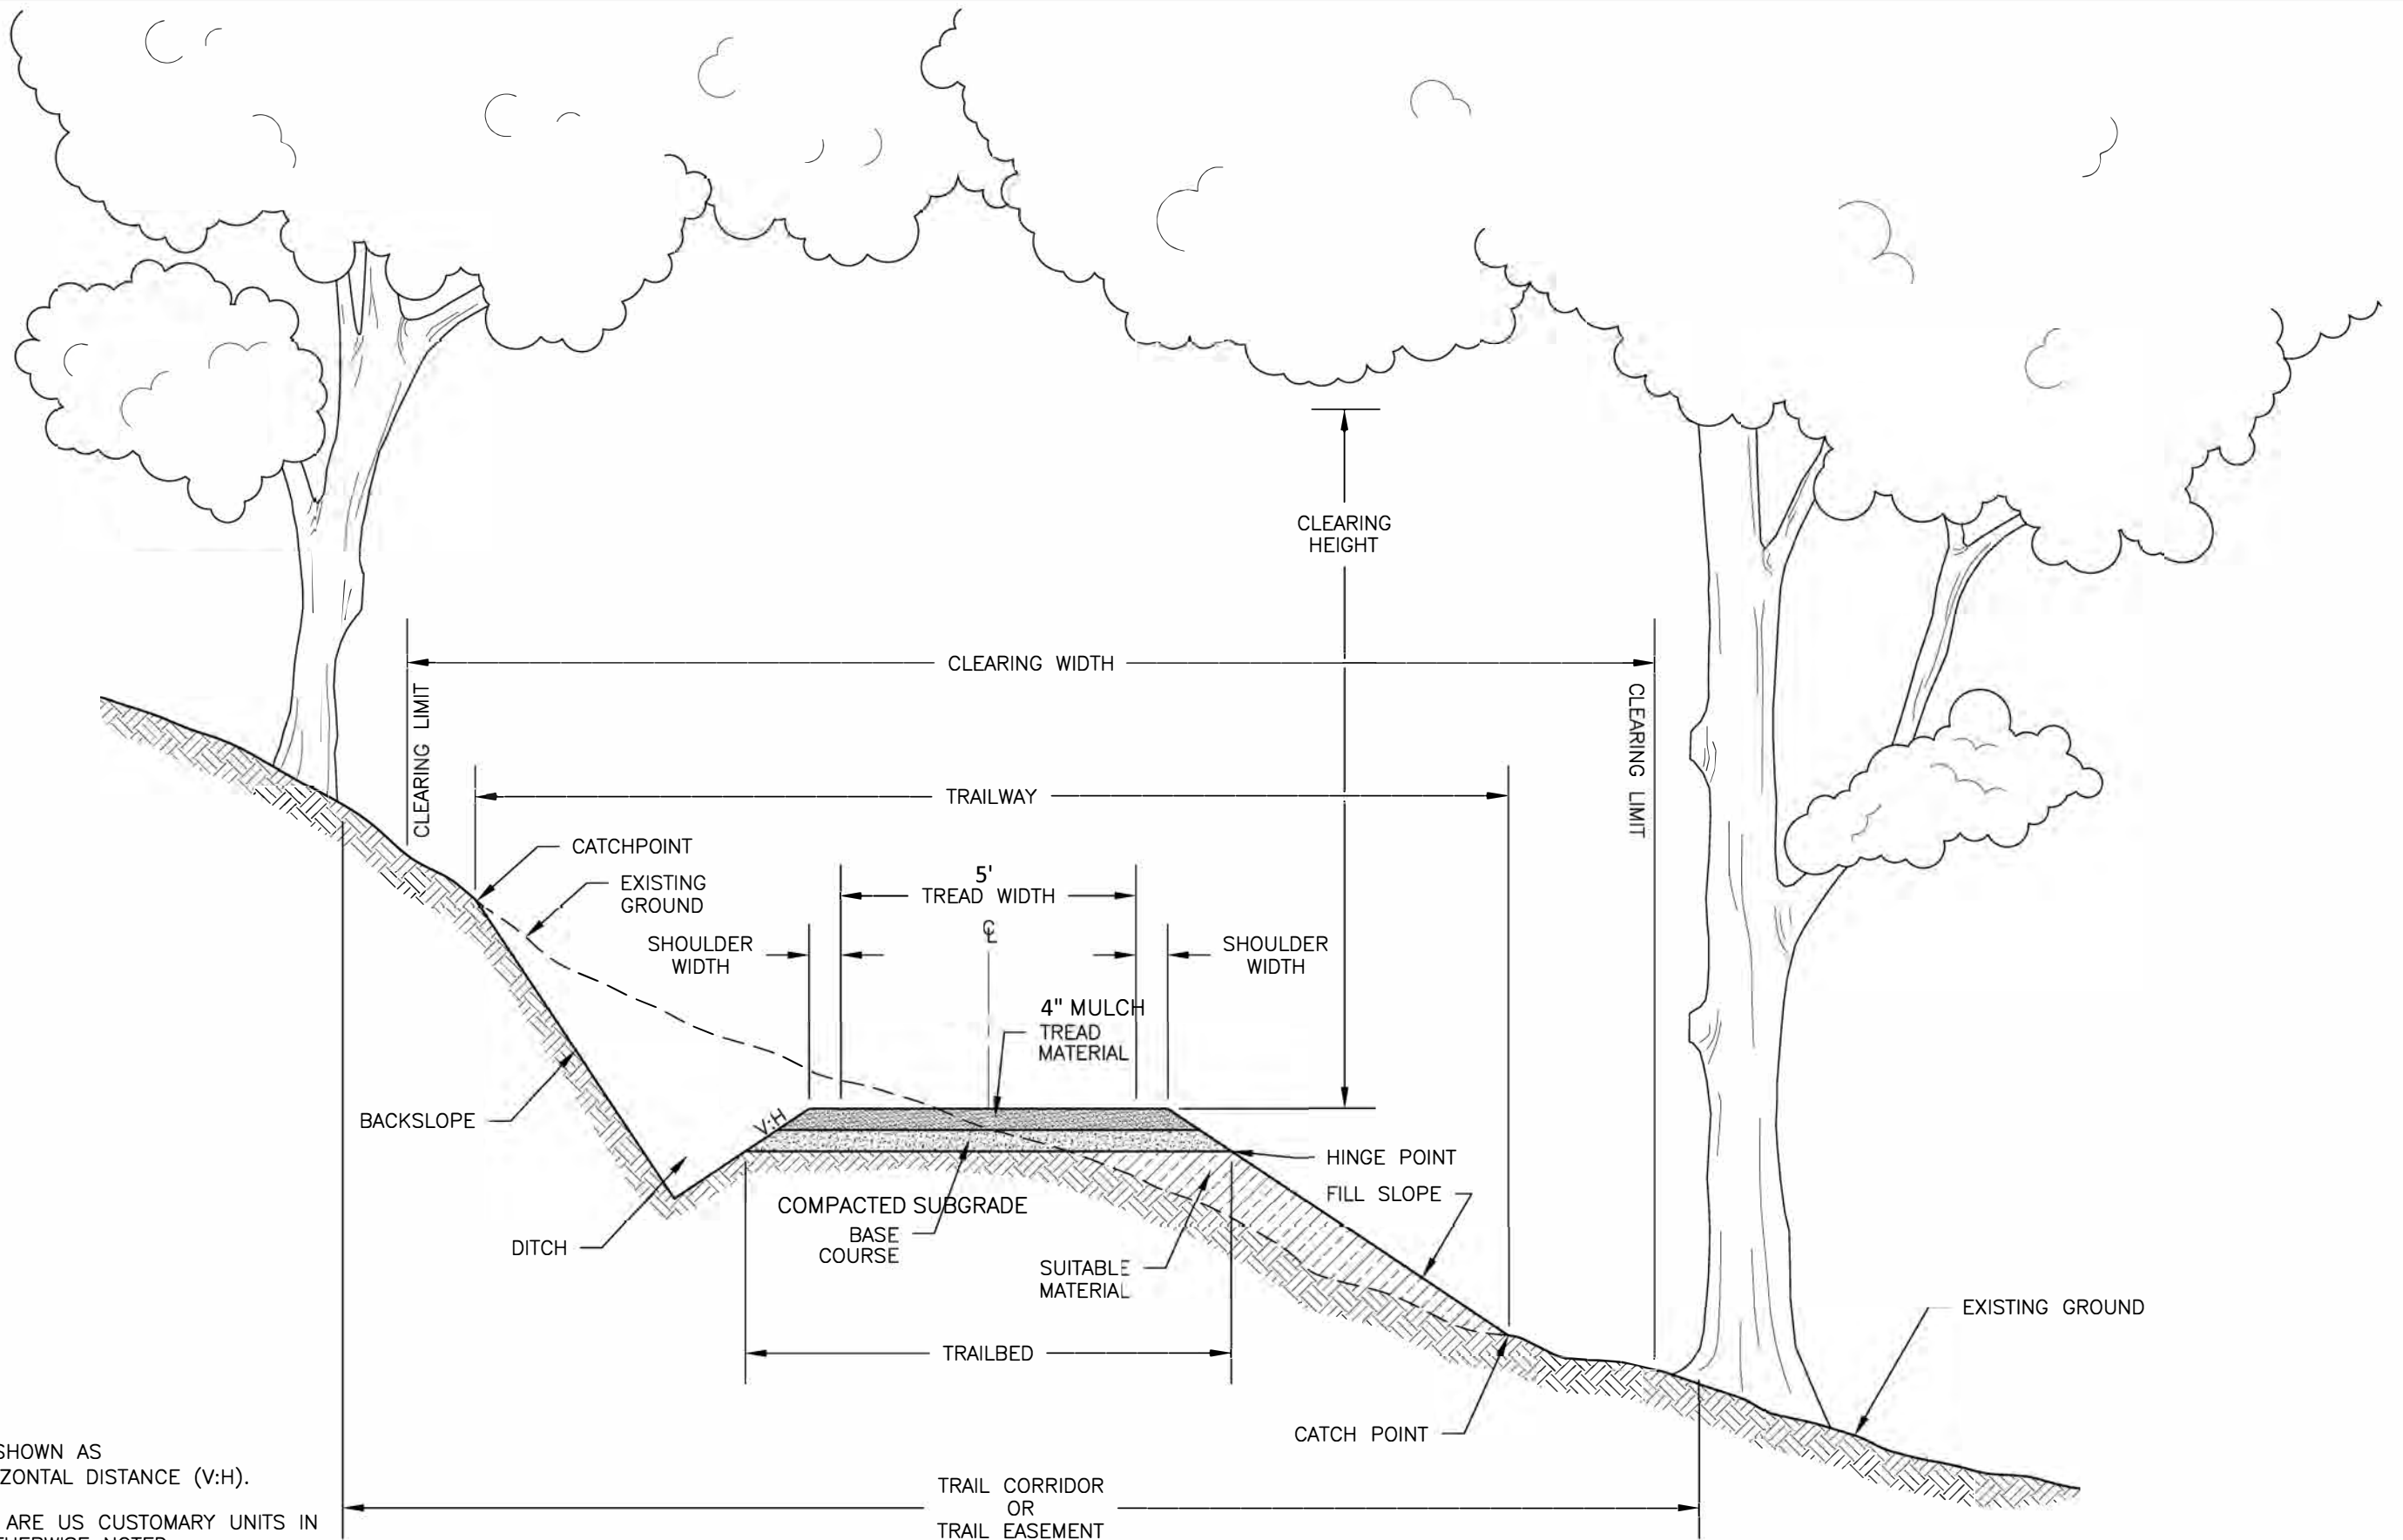 CLEARING
HEIGHT
CLEARING WIDTH
CLEARING LIMIT
CLEARING LIMIT
TRAILWAY
CATCHPOINT
EXISTING
GROUND
5'
TREAD WIDTH
℄
SHOULDER
WIDTH
SHOULDER
WIDTH
4" MULCH
TREAD
MATERIAL
BACKSLOPE
V:H
HINGE POINT
FILL SLOPE
COMPACTED SUBGRADE
BASE
COURSE
DITCH
SUITABLE
MATERIAL
EXISTING GROUND
TRAILBED
CATCH POINT
SHOWN AS
ZONTAL DISTANCE (V:H).
ARE US CUSTOMARY UNITS IN
THERWISE NOTED
TRAIL CORRIDOR
OR
TRAIL EASEMENT